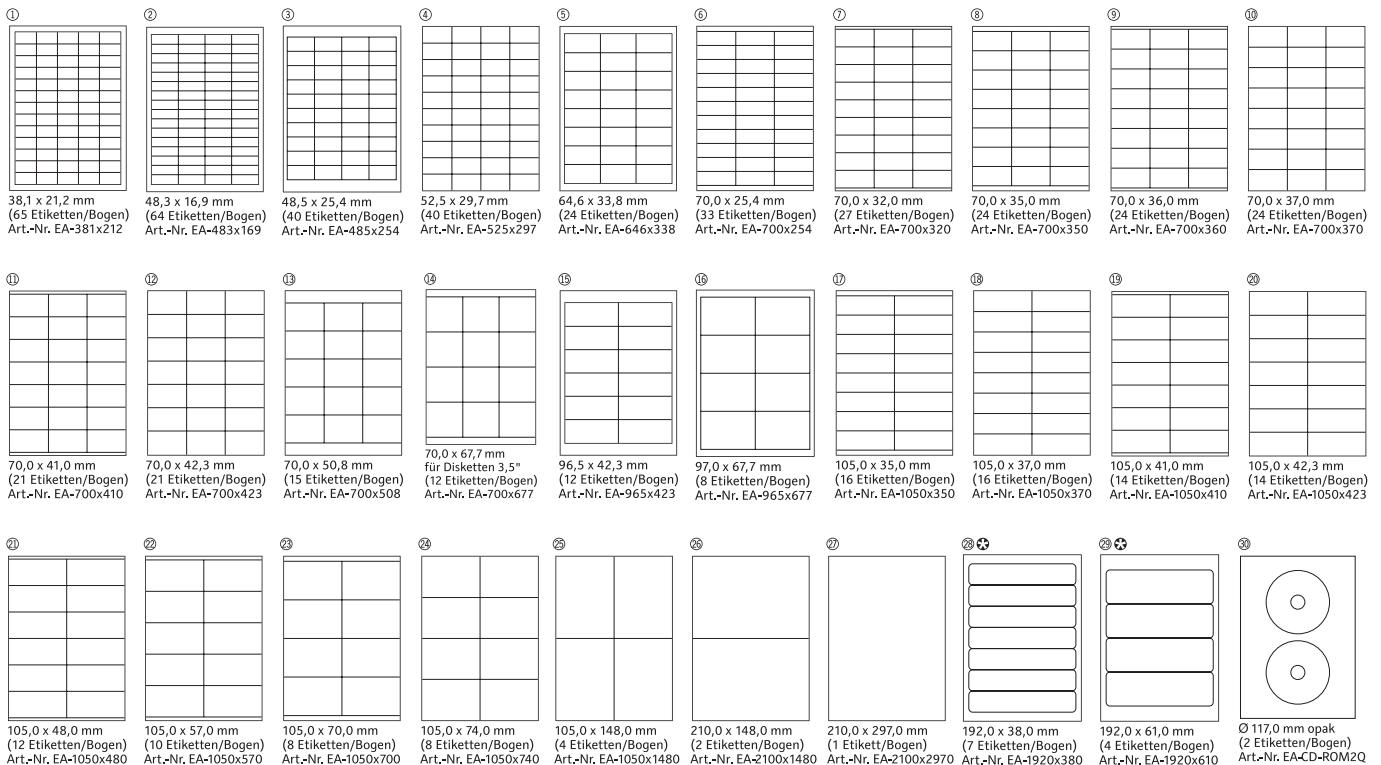 ①
38,1 x 21,2 mm
(65 Etiketten/Bogen)
Art.-Nr. EA-381x212
②
48,3 x 16,9 mm
(64 Etiketten/Bogen)
Art.-Nr. EA-483x169
③
48,5 x 25,4 mm
(40 Etiketten/Bogen)
Art.-Nr. EA-485x254
④
52,5 x 29,7 mm
(40 Etiketten/Bogen)
Art.-Nr. EA-525x297
⑤
64,6 x 33,8 mm
(24 Etiketten/Bogen)
Art.-Nr. EA-646x338
⑥
70,0 x 25,4 mm
(33 Etiketten/Bogen)
Art.-Nr. EA-700x254
⑦
70,0 x 32,0 mm
(27 Etiketten/Bogen)
Art.-Nr. EA-700x320
⑧
70,0 x 35,0 mm
(24 Etiketten/Bogen)
Art.-Nr. EA-700x350
⑨
70,0 x 36,0 mm
(24 Etiketten/Bogen)
Art.-Nr. EA-700x360
⑩
70,0 x 37,0 mm
(24 Etiketten/Bogen)
Art.-Nr. EA-700x370
⑪
70,0 x 41,0 mm
(21 Etiketten/Bogen)
Art.-Nr. EA-700x410
⑫
70,0 x 42,3 mm
(21 Etiketten/Bogen)
Art.-Nr. EA-700x423
⑬
70,0 x 50,8 mm
(15 Etiketten/Bogen)
Art.-Nr. EA-700x508
⑭
70,0 x 67,7 mm
für Disketten 3,5"
(12 Etiketten/Bogen)
Art.-Nr. EA-700x677
⑮
96,5 x 42,3 mm
(12 Etiketten/Bogen)
Art.-Nr. EA-965x423
⑯
97,0 x 67,7 mm
(8 Etiketten/Bogen)
Art.-Nr. EA-965x677
⑰
105,0 x 35,0 mm
(16 Etiketten/Bogen)
Art.-Nr. EA-1050x350
⑱
105,0 x 37,0 mm
(16 Etiketten/Bogen)
Art.-Nr. EA-1050x370
⑲
105,0 x 41,0 mm
(14 Etiketten/Bogen)
Art.-Nr. EA-1050x410
⑳
105,0 x 42,3 mm
(14 Etiketten/Bogen)
Art.-Nr. EA-1050x423
㉑
105,0 x 48,0 mm
(12 Etiketten/Bogen)
Art.-Nr. EA-1050x480
㉒
105,0 x 57,0 mm
(10 Etiketten/Bogen)
Art.-Nr. EA-1050x570
㉓
105,0 x 70,0 mm
(8 Etiketten/Bogen)
Art.-Nr. EA-1050x700
㉔
105,0 x 74,0 mm
(8 Etiketten/Bogen)
Art.-Nr. EA-1050x740
㉕
105,0 x 148,0 mm
(4 Etiketten/Bogen)
Art.-Nr. EA-1050x1480
㉖
210,0 x 148,0 mm
(2 Etiketten/Bogen)
Art.-Nr. EA-2100x1480
㉗
210,0 x 297,0 mm
(1 Etikett/Bogen)
Art.-Nr. EA-2100x2970
㉘ ✪
192,0 x 38,0 mm
(7 Etiketten/Bogen)
Art.-Nr. EA-1920x380
㉙ ✪
192,0 x 61,0 mm
(4 Etiketten/Bogen)
Art.-Nr. EA-1920x610
㉚
Ø 117,0 mm opak
(2 Etiketten/Bogen)
Art.-Nr. EA-CD-ROM2Q